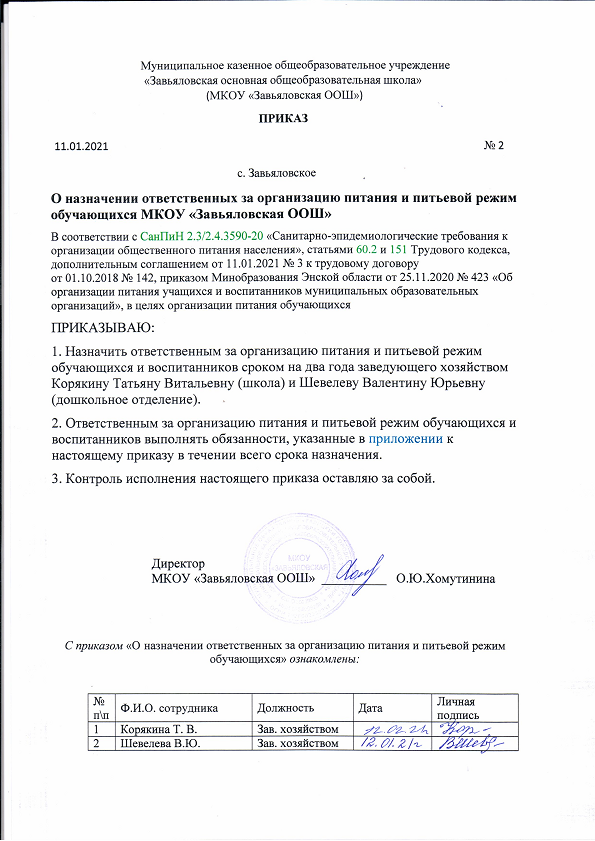 Муниципальное казенное общеобразовательное учреждение
«Завьяловская основная общеобразовательная школа»
(МКОУ «Завьяловская ООШ»)
ПРИКАЗ
11.01.2021 № 2
с. Завьяловское
О назначении ответственных за организацию питания и питьевой режим
обучающихся МКОУ «Завьяловская ООШ»
В соответствии с СанПиН 2.3/2.4.3590-20 «Санитарно-эпидемиологические требования к
организации общественного питания населения», статьями 60.2 и 151 Трудового кодекса,
дополнительным соглашением от 11.01.2021 № 3 к трудовому договору
от 01.10.2018 № 142, приказом Минобразования Энской области от 25.11.2020 № 423 «Об
организации питания учащихся и воспитанников муниципальных образовательных
организаций», в целях организации питания обучающихся
ПРИКАЗЫВАЮ:
1. Назначить ответственным за организацию питания и питьевой режим
обучающихся и воспитанников сроком на два года заведующего хозяйством
Корякину Татьяну Витальевну (школа) и Шевелеву Валентину Юрьевну
(дошкольное отделение).
2. Ответственным за организацию питания и питьевой режим обучающихся и
воспитанников выполнять обязанности, указанные в приложении к
настоящему приказу в течении всего срока назначения.
3. Контроль исполнения настоящего приказа оставляю за собой.
МКОУ
ЗАВЬЯЛОВСКАЯ
Директор
МКОУ «Завьяловская ООШ» __________ О.Ю.Хомутинина
С приказом «О назначении ответственных за организацию питания и питьевой режим
обучающихся» ознакомлены:
№ п\п Ф.И.О. сотрудника Должность Дата Личная подпись
1 Корякина Т. В. Зав. хозяйством
2 Шевелева В.Ю. Зав. хозяйством 12.01.21г